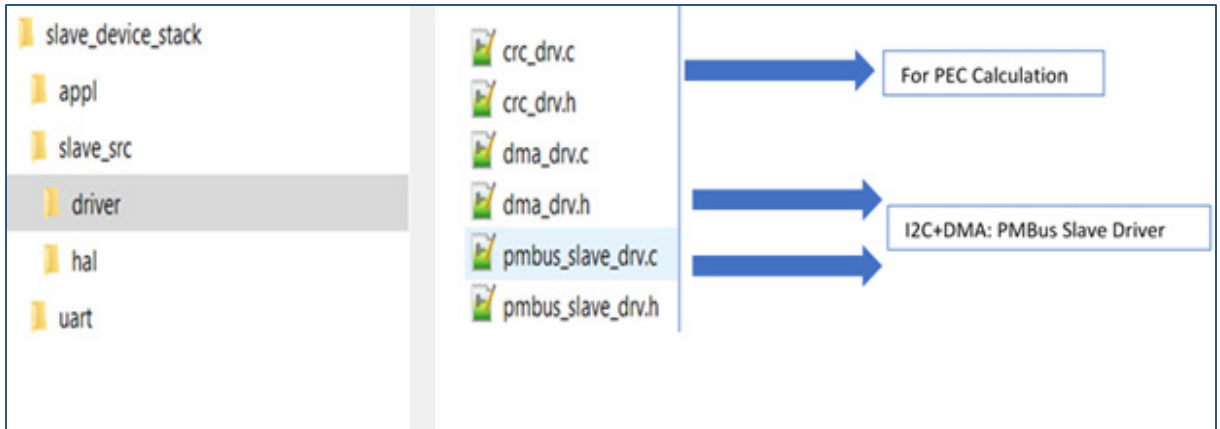 slave_device_stack
appl
slave_src
driver
hal
uart
crc_drv.c
crc_drv.h
dma_drv.c
dma_drv.h
pmbus_slave_drv.c
pmbus_slave_drv.h
For PEC Calculation
I2C+DMA: PMBus Slave Driver